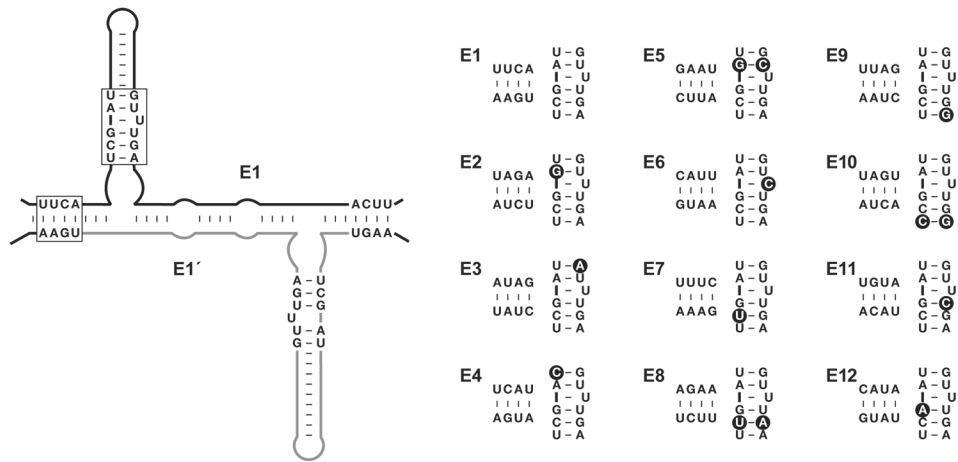 U – G
A – U
U
G – U
C – G
U – A
E1
UUCA
ACUU
AAGU
UGAA
E1´
A – U
G – C
U – G
U
U – A
G – U
E1
UUCA
AAGU
U – G
A – U
U
G – U
C – G
U – A
E2
UAGA
AUCU
U – G
G U
U
G – U
C – G
U – A
E3
AUAG
UAUC
U A
A – U
U
G – U
C – G
U – A
E4
UCAU
AGUA
C – G
A – U
U
G – U
C – G
U – A
E5
GAAU
CUUA
U – G
G – C
U
G – U
C – G
U – A
E6
CAUU
GUAA
U – G
A – U
C
G – U
C – G
U – A
E7
UUUC
AAAG
U – G
A – U
U
G – U
U G
U – A
E8
AGAA
UCUU
U – G
A – U
U
G – U
U – A
U – A
E9
UUAG
AAUC
U – G
A – U
U
G – U
C – G
U – G
E10
UAGU
AUCA
U – G
A – U
U
G – U
C – G
C – G
E11
UGUA
ACAU
U – G
A – U
U
G – C
C – G
U – A
E12
CAUA
GUAU
U – G
A – U
U
A – U
C – G
U – A